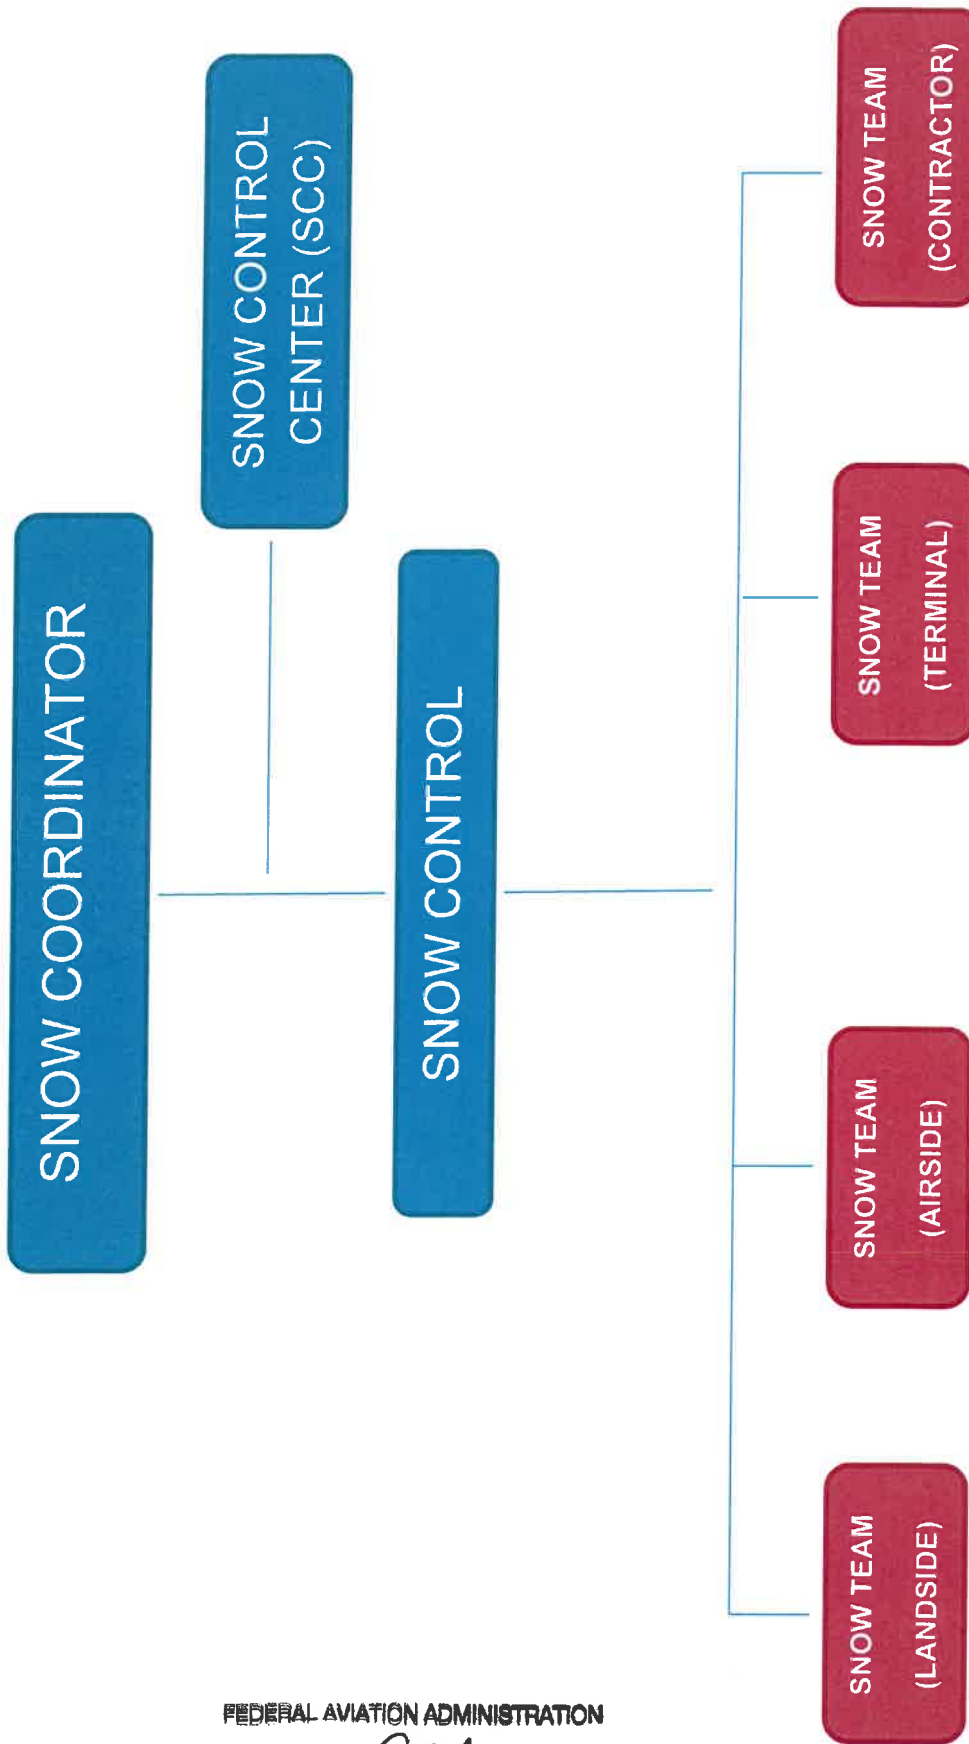 SNOW COORDINATOR
SNOW CONTROL
CENTER (SCC)
SNOW CONTROL
SNOW TEAM
(LANDSIDE)
SNOW TEAM
(AIRSIDE)
SNOW TEAM
(TERMINAL)
SNOW TEAM
(CONTRACTOR)
FEDERAL AVIATION ADMINISTRATION